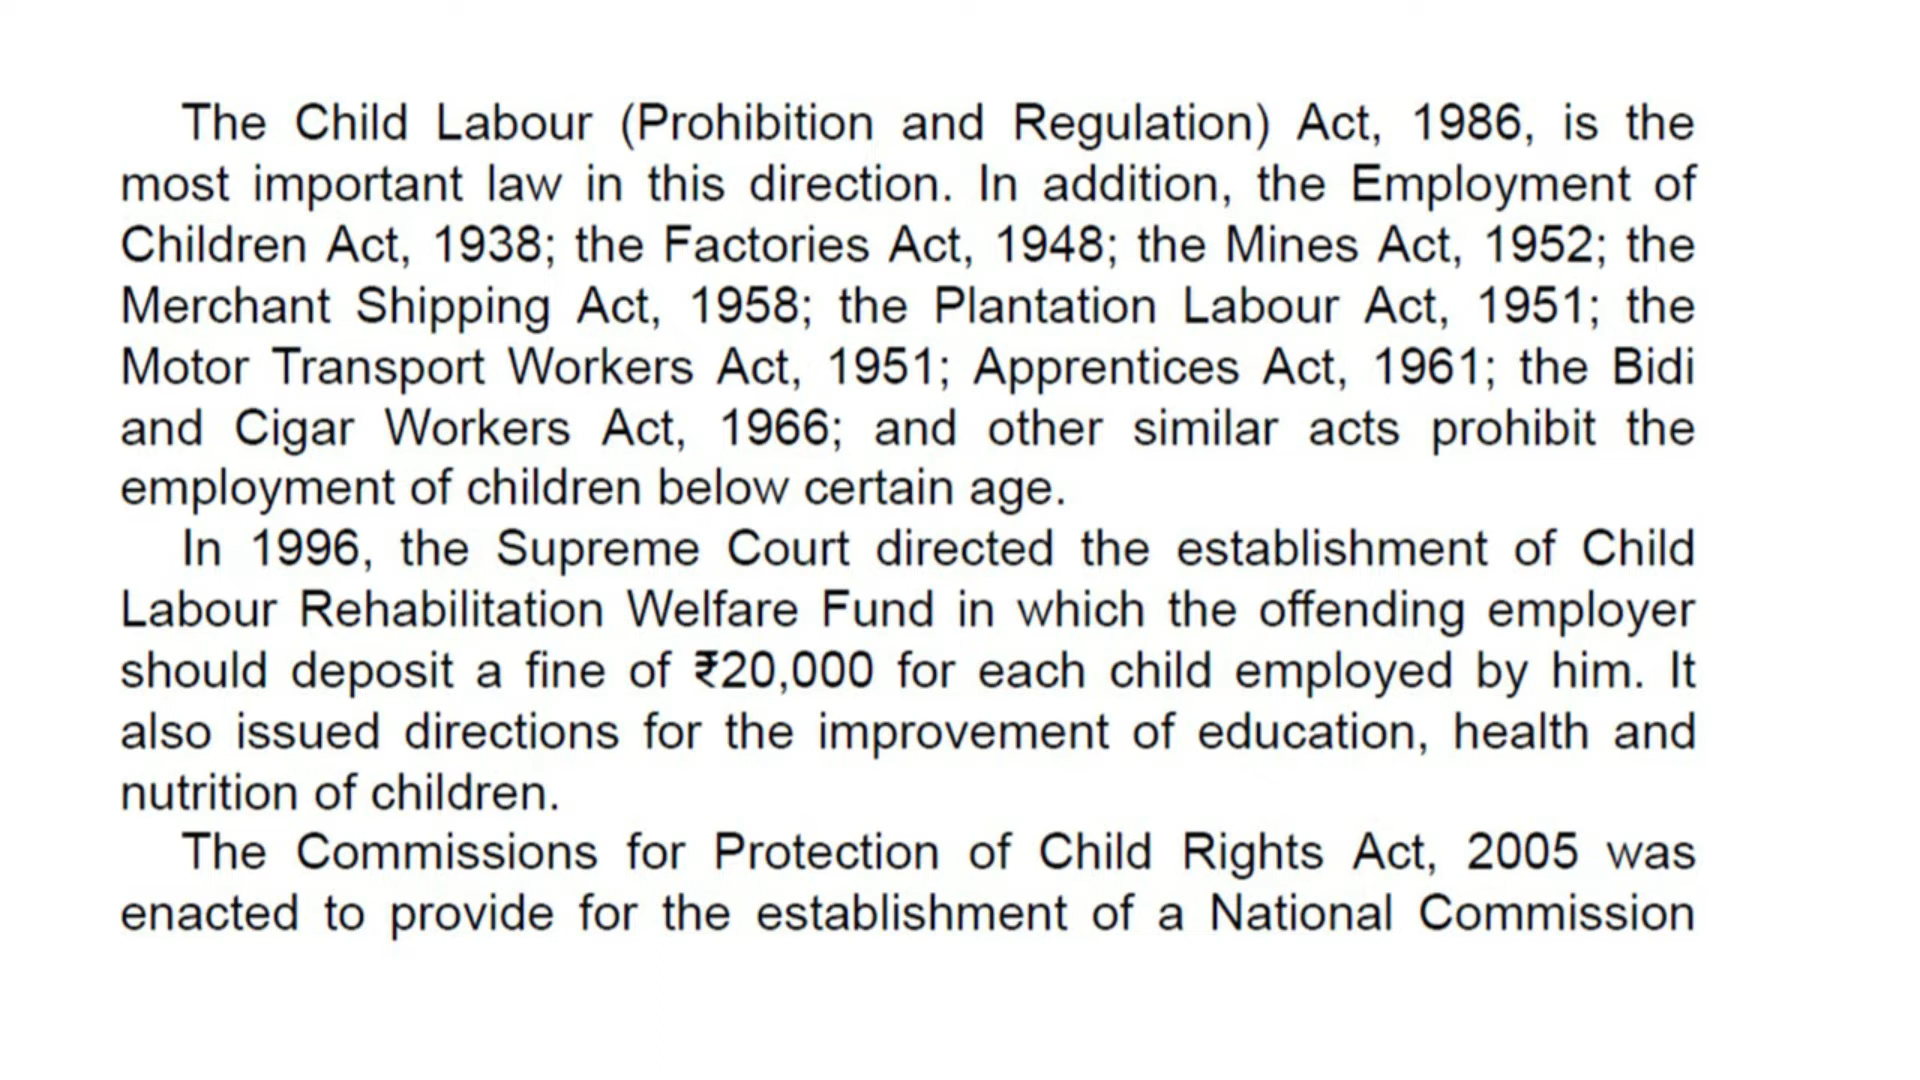 The Child Labour (Prohibition and Regulation) Act, 1986, is the
most important law in this direction. In addition, the Employment of
Children Act, 1938; the Factories Act, 1948; the Mines Act, 1952; the
Merchant Shipping Act, 1958; the Plantation Labour Act, 1951; the
Motor Transport Workers Act, 1951; Apprentices Act, 1961; the Bidi
and Cigar Workers Act, 1966; and other similar acts prohibit the
employment of children below certain age.
In 1996, the Supreme Court directed the establishment of Child
Labour Rehabilitation Welfare Fund in which the offending employer
should deposit a fine of ₹20,000 for each child employed by him. It
also issued directions for the improvement of education, health and
nutrition of children.
The Commissions for Protection of Child Rights Act, 2005 was
enacted to provide for the establishment of a National Commission